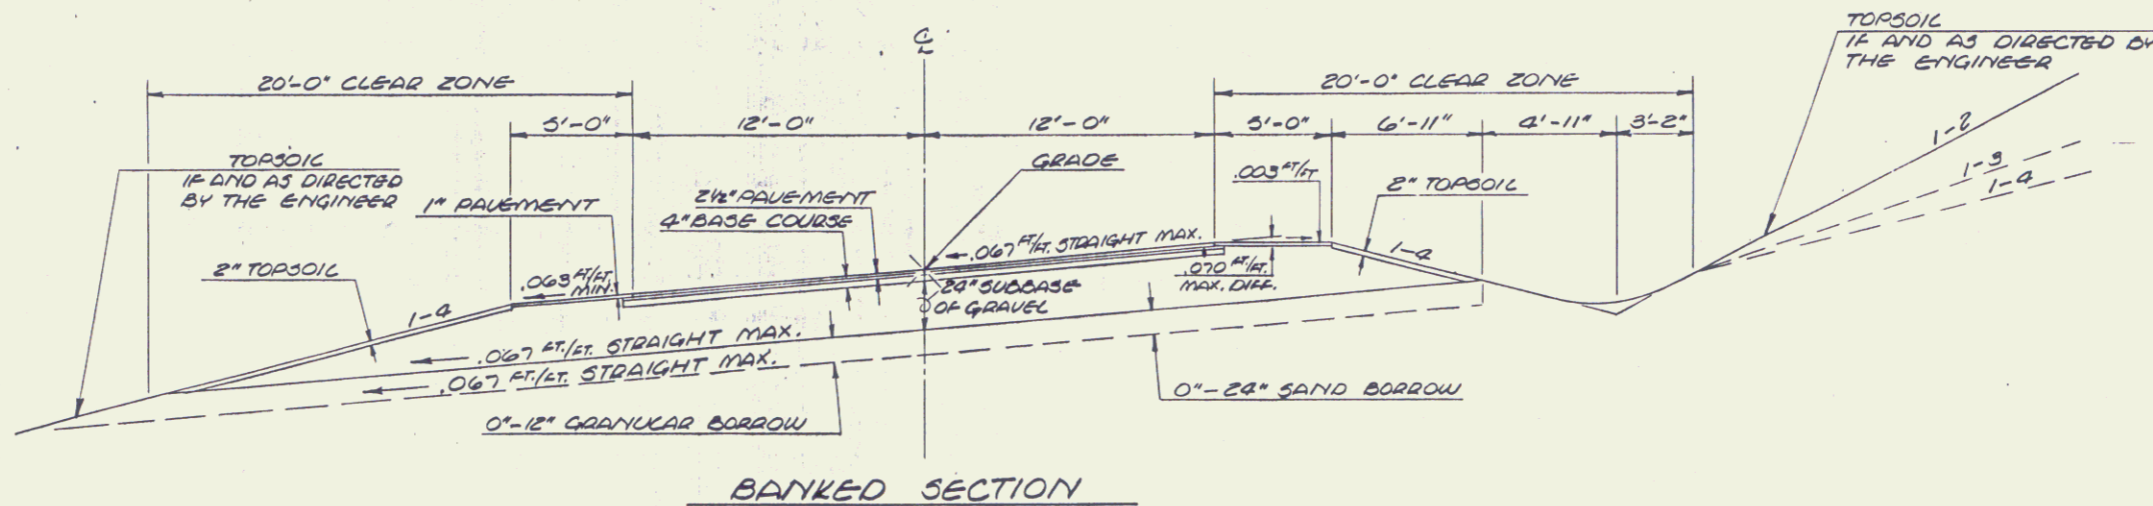 ℄
TOPSOIL
IF AND AS DIRECTED BY
THE ENGINEER
20'-0" CLEAR ZONE
20'-0" CLEAR ZONE
5'-0"
12'-0"
12'-0"
5'-0"
6'-11"
4'-11"
3'-2"
TOPSOIL
IF AND AS DIRECTED
BY THE ENGINEER
1" PAVEMENT
2½" PAVEMENT
4" BASE COURSE
GRADE
.003 FT/FT
2" TOPSOIL
1-2
1-3
1-4
2" TOPSOIL
.063 FT/FT.
MIN.
.067 FT/FT. STRAIGHT MAX.
.070 FT/FT.
MAX. DIFF.
1-4
24" SUBBASE
OF GRAVEL
1-4
.067 FT./FT. STRAIGHT MAX.
.067 FT./FT. STRAIGHT MAX.
0"-24" SAND BORROW
0"-12" GRANULAR BORROW
BANKED SECTION